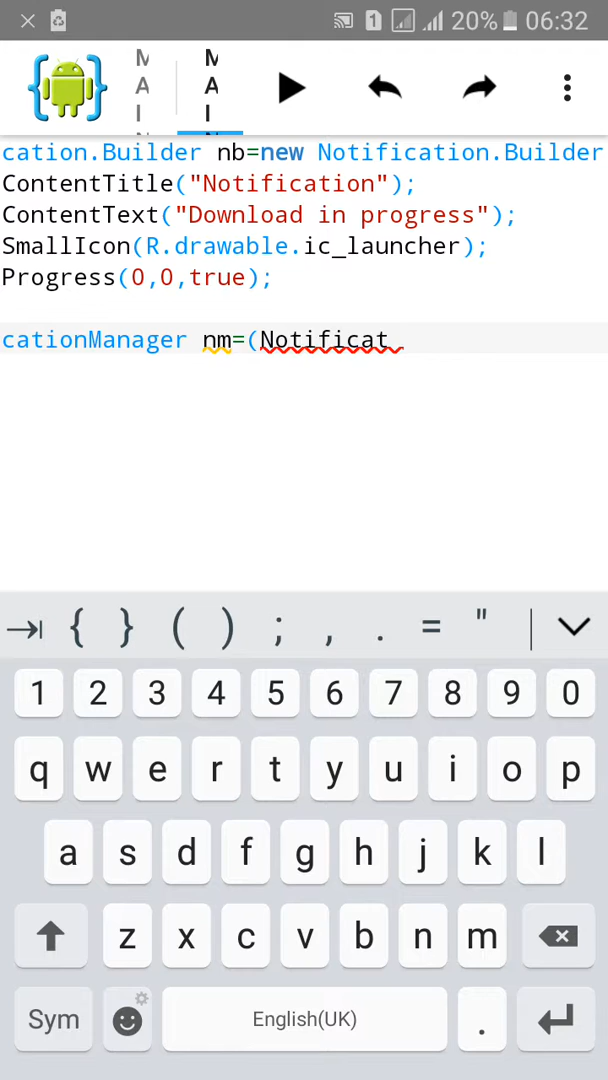 1 20% 06:32
M A I N
M A I N
cation.Builder nb=new Notification.Builder
ContentTitle("Notification");
ContentText("Download in progress");
SmallIcon(R.drawable.ic_launcher);
Progress(0,0,true);
cationManager nm=(Notificat
{ } ( ) ; , . = " |
1 2 3 4 5 6 7 8 9 0
q w e r t y u i o p
a s d f g h j k l
z x c v b n m
Sym English(UK) .